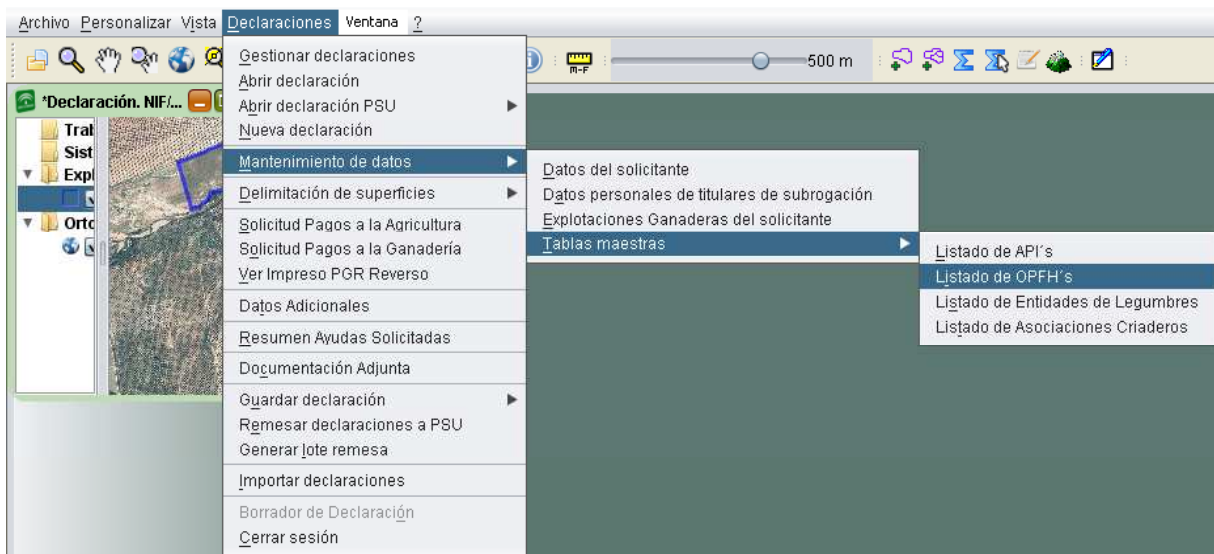 Archivo Personalizar Vista Declaraciones Ventana ?
500 m
m-F
*Declaración. NIF/...
Trab
Sist
Expl
Orto
Gestionar declaraciones
Abrir declaración
Abrir declaración PSU
Nueva declaración
Mantenimiento de datos
Delimitación de superficies
Solicitud Pagos a la Agricultura
Solicitud Pagos a la Ganadería
Ver Impreso PGR Reverso
Datos Adicionales
Resumen Ayudas Solicitadas
Documentación Adjunta
Guardar declaración
Remesar declaraciones a PSU
Generar lote remesa
Importar declaraciones
Borrador de Declaración
Cerrar sesión
Datos del solicitante
Datos personales de titulares de subrogación
Explotaciones Ganaderas del solicitante
Tablas maestras
Listado de API´s
Listado de OPFH´s
Listado de Entidades de Legumbres
Listado de Asociaciones Criaderos